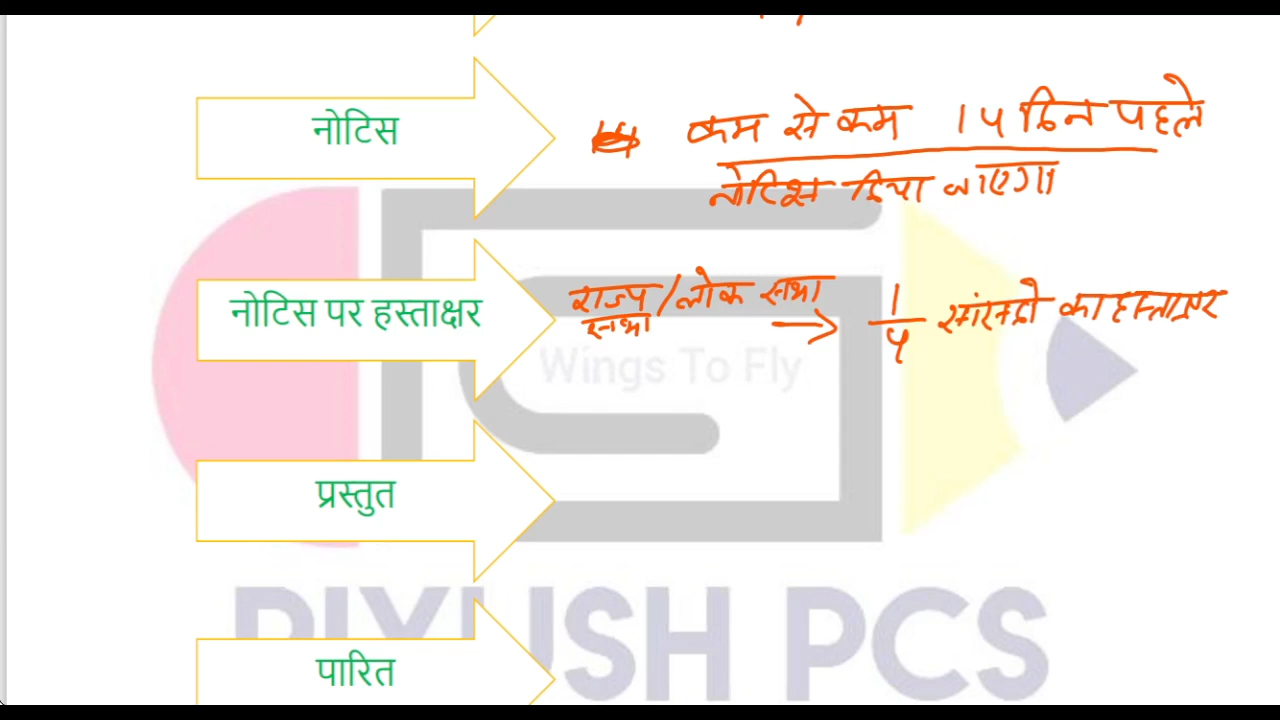 नोटिस
कम से कम 14 दिन पहले
नोटिस दिया जाएगा
नोटिस पर हस्ताक्षर
राज्य / लोक सभा
सभा → 1/4 सांसदो का हस्ताक्षर
Wings To Fly
प्रस्तुत
PIYUSH PCS
पारित